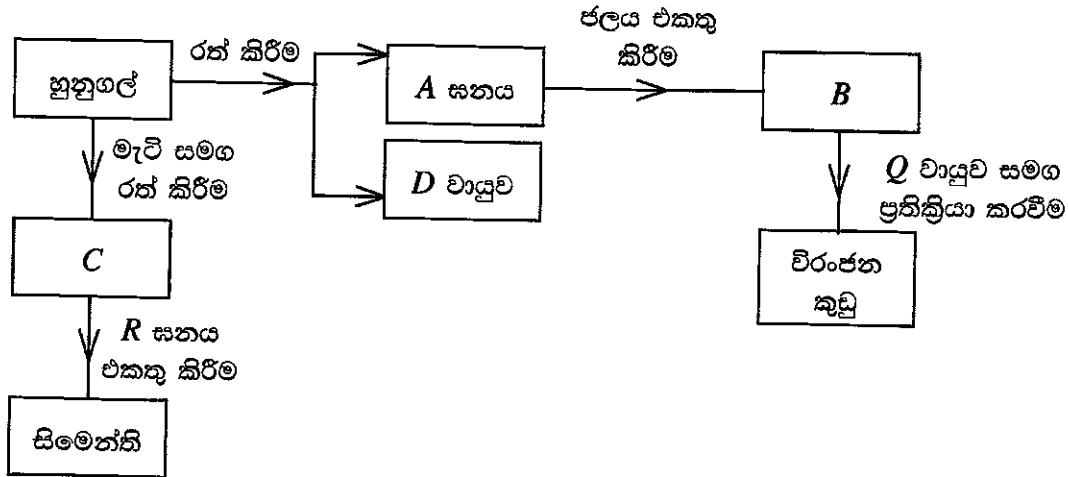 ජලය එකතු
කිරීම
හුනුගල්
රත් කිරීම
A ඝනය
B
D වායුව
මැටි සමග
රත් කිරීම
Q වායුව සමග
ප්‍රතික්‍රියා කරවීම
C
විරංජන
කුඩු
R ඝනය
එකතු කිරීම
සිමෙන්ති